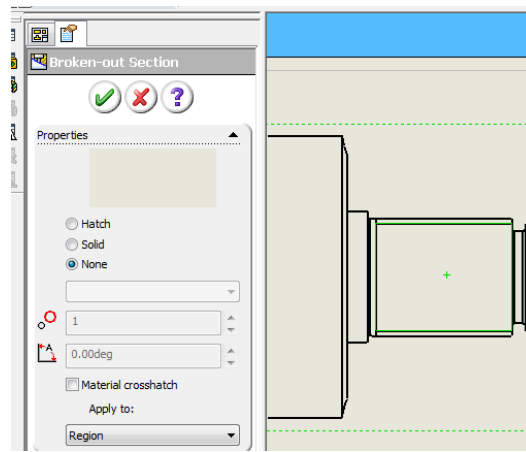 Broken-out Section
Properties
Hatch
Solid
None
1
A
0.00deg
Material crosshatch
Apply to:
Region